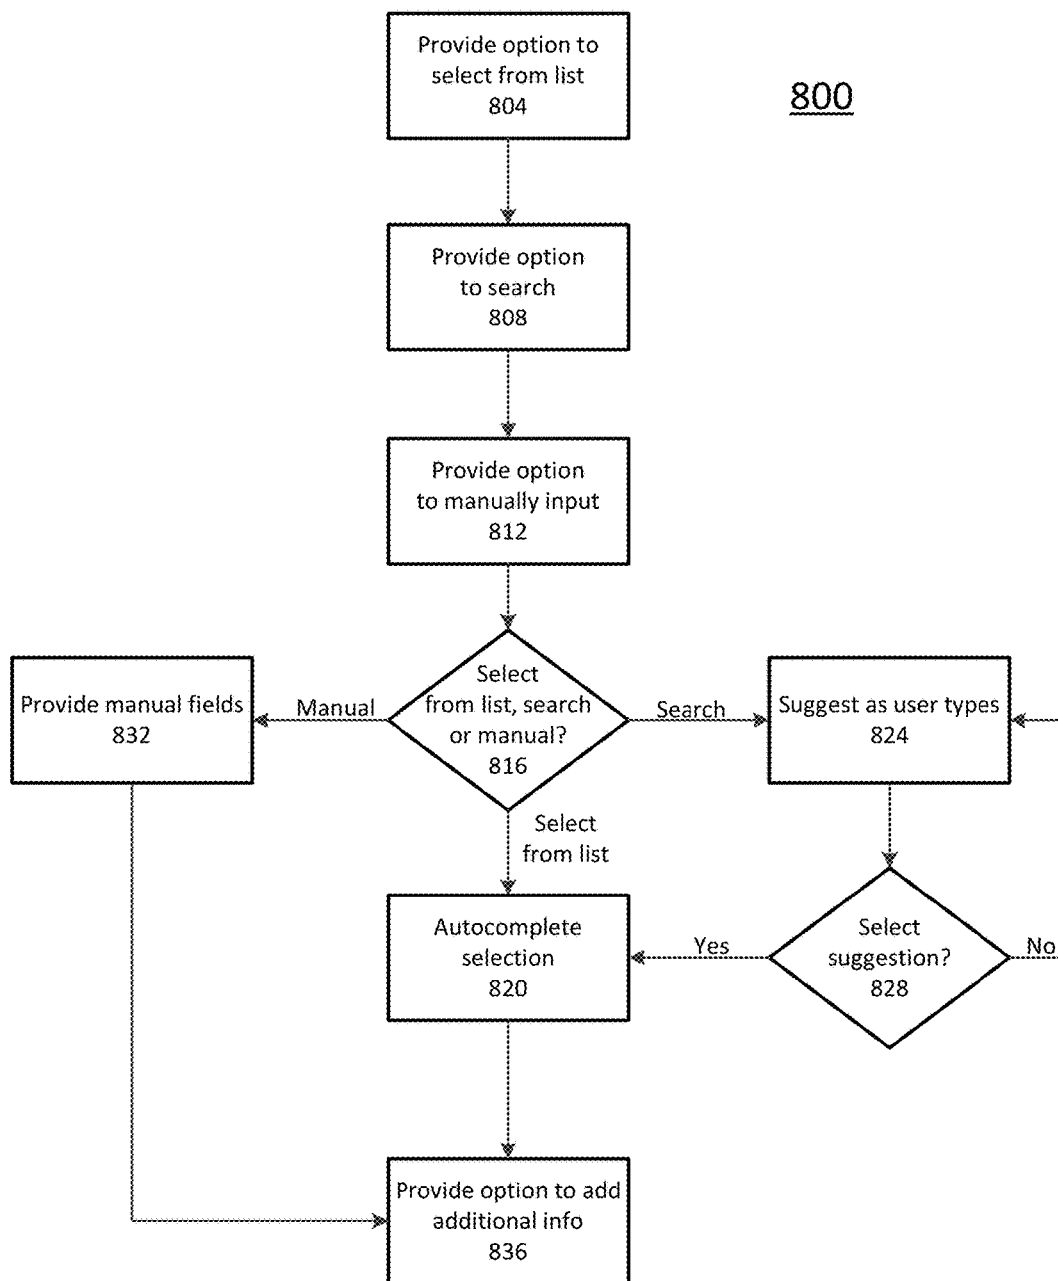 Provide option to
select from list
804
800
Provide option
to search
808
Provide option
to manually input
812
Select
from list, search
or manual?
816
Manual
Search
Provide manual fields
832
Suggest as user types
824
Select
from list
Autocomplete
selection
820
Yes
Select
suggestion?
828
No
Provide option to add
additional info
836